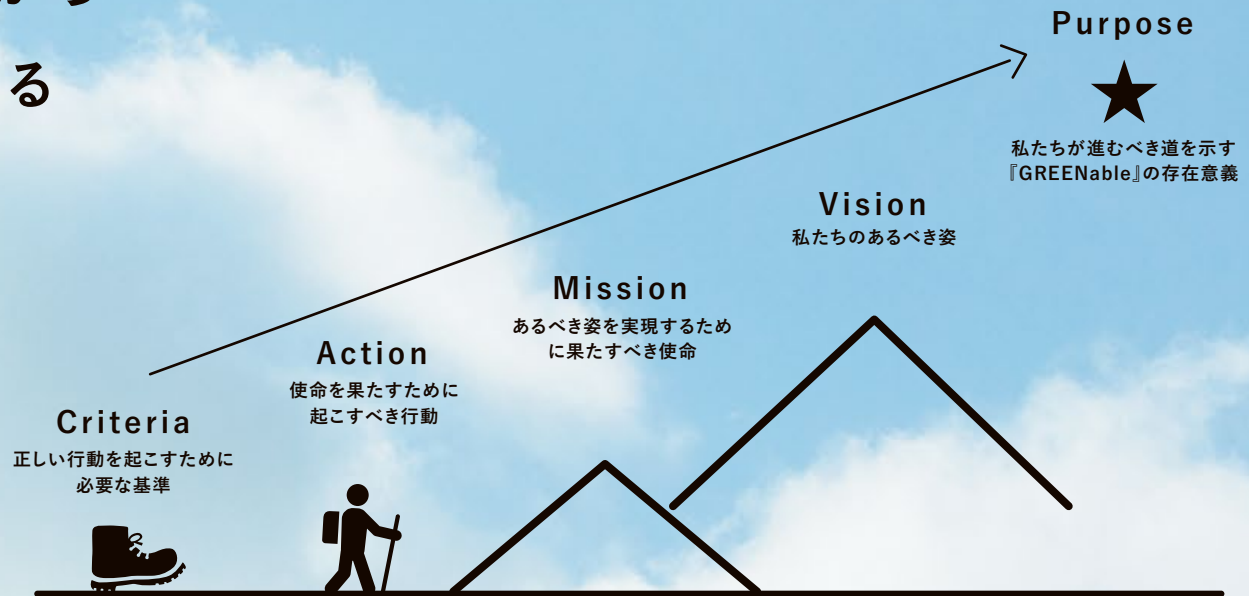 る
Purpose
私たちが進むべき道を示す
『GREENable』の存在意義
Vision
私たちのあるべき姿
Mission
あるべき姿を実現するため
に果たすべき使命
Action
使命を果たすために
起こすべき行動
Criteria
正しい行動を起こすために
必要な基準